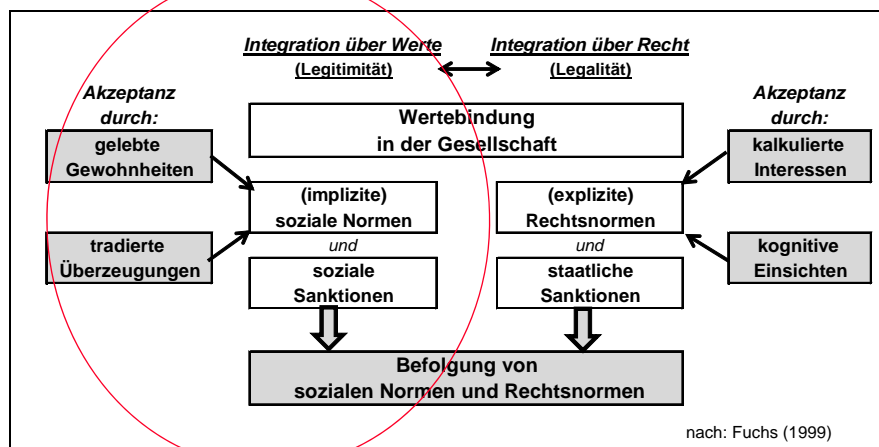 Integration über Werte
(Legitimität)
Integration über Recht
(Legalität)
Akzeptanz
durch:
gelebte
Gewohnheiten
tradierte
Überzeugungen
Wertebindung
in der Gesellschaft
(implizite)
soziale Normen
und
soziale
Sanktionen
(explizite)
Rechtsnormen
und
staatliche
Sanktionen
Akzeptanz
durch:
kalkulierte
Interessen
kognitive
Einsichten
Befolgung von
sozialen Normen und Rechtsnormen
nach: Fuchs (1999)